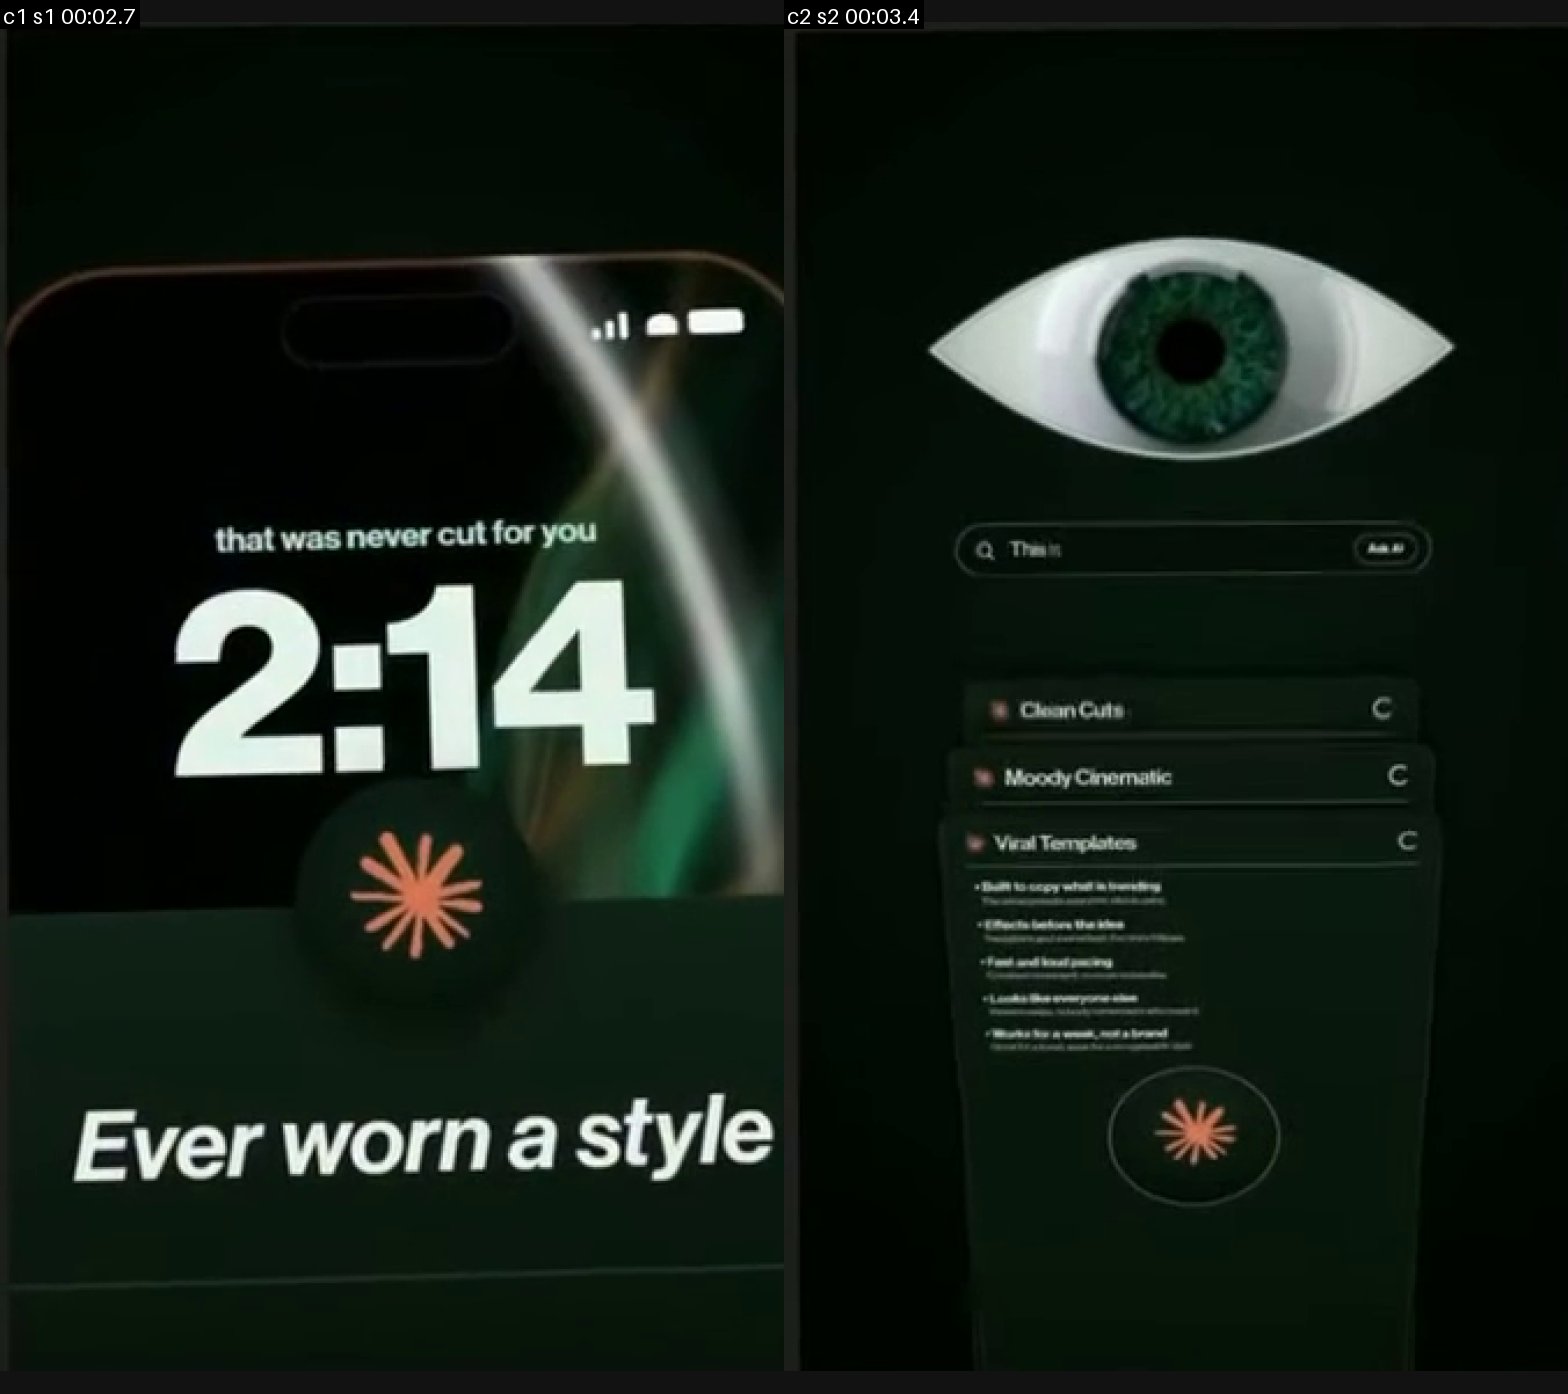 c1 s1 00:02.7
that was never cut for you
2:14
Ever worn a style
c2 s2 00:03.4
This is
Ask AI
Clean Cuts
Moody Cinematic
Viral Templates
• Built to copy what is trending
• Effects before the idea
• Fast and loud pacing
• Looks like everyone else
• Works for a week, not a brand